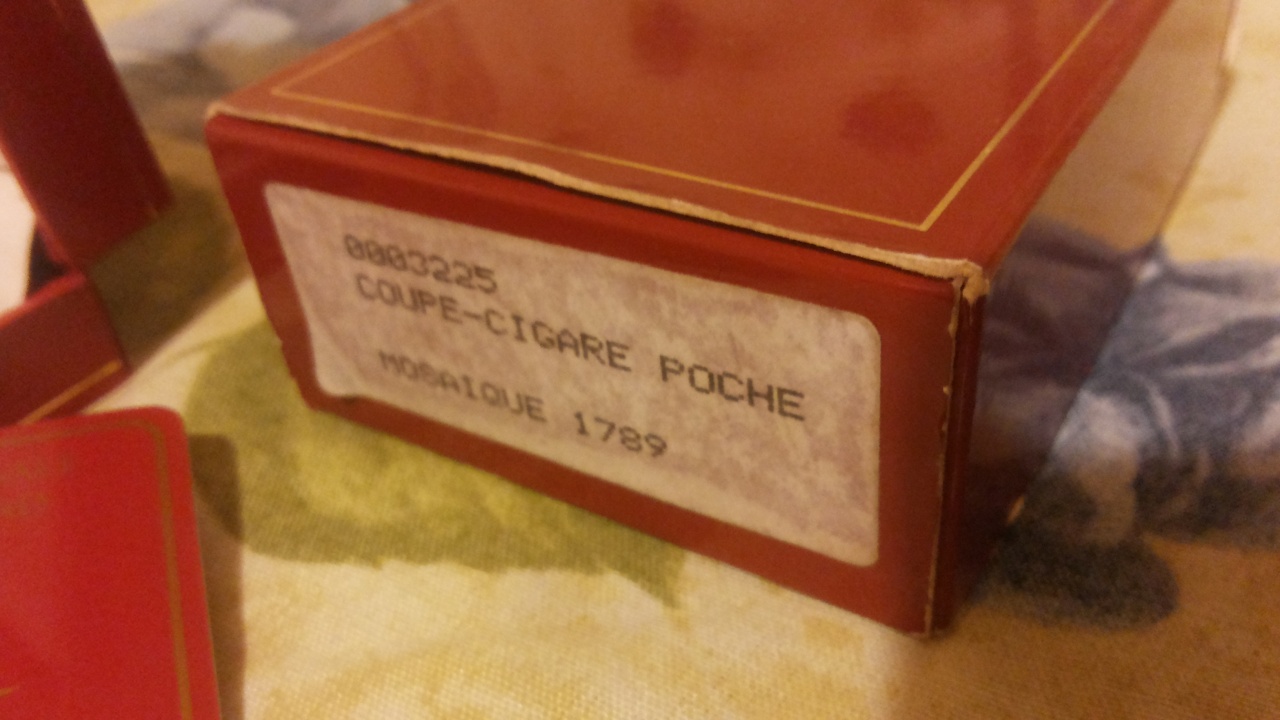 0003225
COUPE-CIGARE POCHE
MOSAIQUE 1789